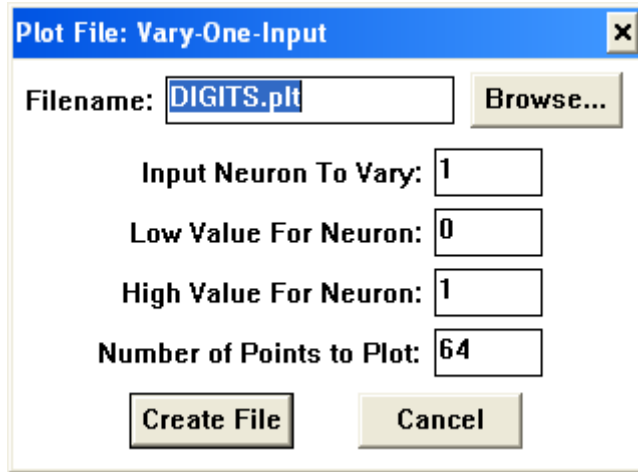 Plot File: Vary-One-Input
Filename: DIGITS.plt Browse...
Input Neuron To Vary: 1
Low Value For Neuron: 0
High Value For Neuron: 1
Number of Points to Plot: 64
Create File Cancel